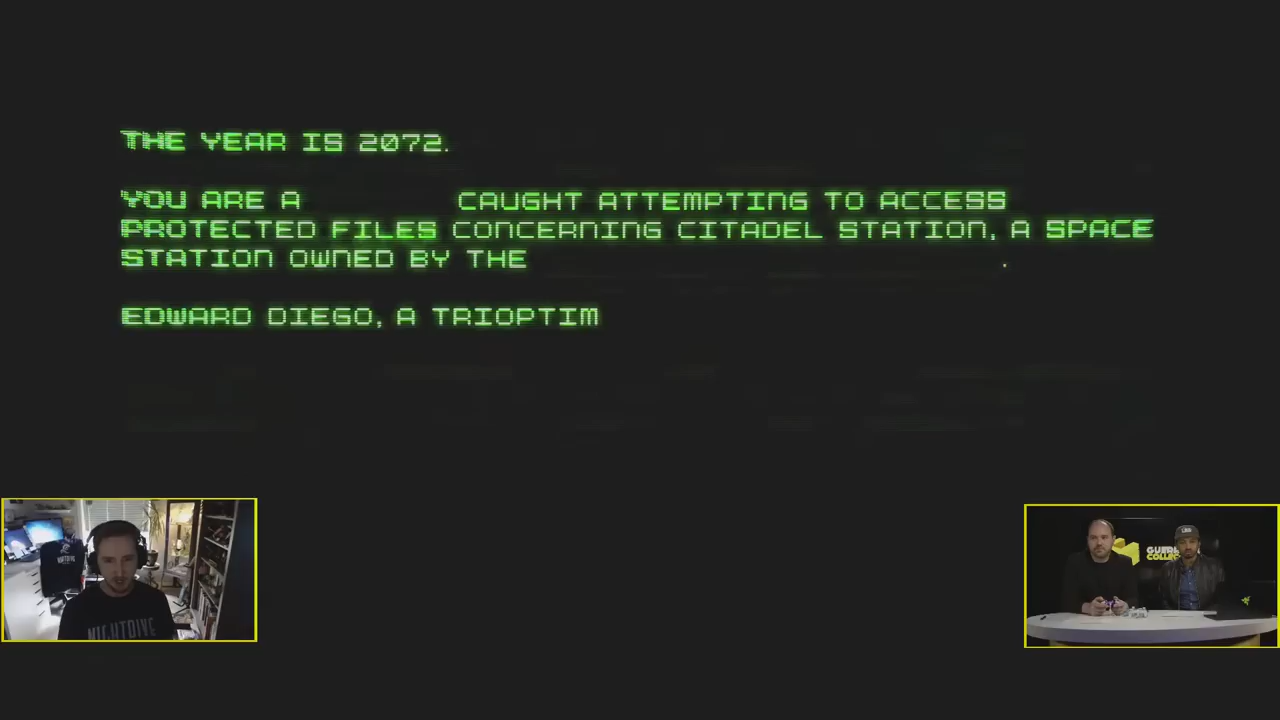 THE YEAR IS 2072.
YOU ARE A CAUGHT ATTEMPTING TO ACCESS
PROTECTED FILES CONCERNING CITADEL STATION, A SPACE
STATION OWNED BY THE .
EDWARD DIEGO, A TRIOPTIM
NIGHTDIVE